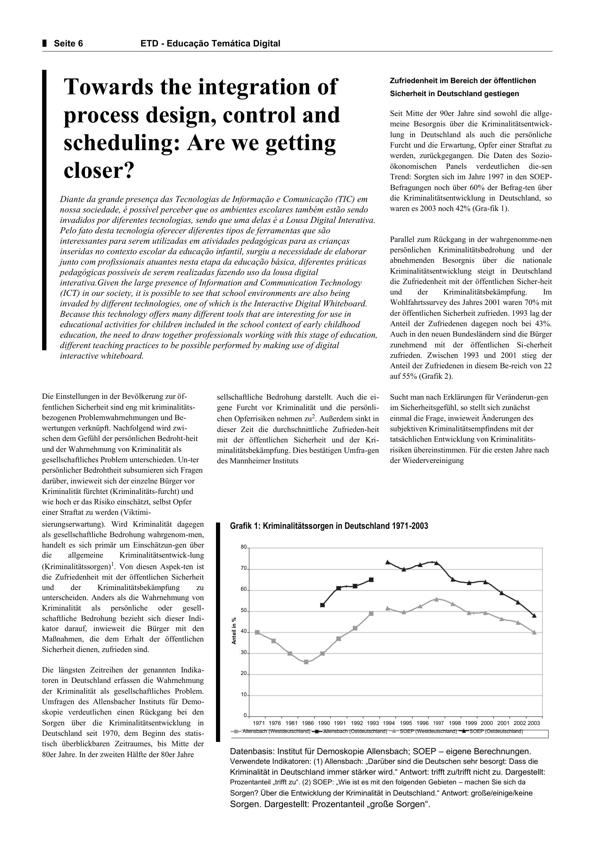 Seite 6
ETD - Educação Temática Digital
Towards the integration of
process design, control and
scheduling: Are we getting
closer?
Diante da grande presença das Tecnologias de Informação e Comunicação (TIC) em
nossa sociedade, é possível perceber que os ambientes escolares também estão sendo
invadidos por diferentes tecnologias, sendo que uma delas é a Lousa Digital Interativa.
Pelo fato desta tecnologia oferecer diferentes tipos de ferramentas que são
interessantes para serem utilizadas em atividades pedagógicas para as crianças
inseridas no contexto escolar da educação infantil, surgiu a necessidade de elaborar
junto com profissionais atuantes nesta etapa da educação básica, diferentes práticas
pedagógicas possíveis de serem realizadas fazendo uso da lousa digital
interativa.Given the large presence of Information and Communication Technology
(ICT) in our society, it is possible to see that school environments are also being
invaded by different technologies, one of which is the Interactive Digital Whiteboard.
Because this technology offers many different tools that are interesting for use in
educational activities for children included in the school context of early childhood
education, the need to draw together professionals working with this stage of education,
different teaching practices to be possible performed by making use of digital
interactive whiteboard.
Die Einstellungen in der Bevölkerung zur öf-
fentlichen Sicherheit sind eng mit kriminalitäts-
bezogenen Problemwahrnehmungen und Be-
wertungen verknüpft. Nachfolgend wird zwi-
schen dem Gefühl der persönlichen Bedroht-heit
und der Wahrnehmung von Kriminalität als
gesellschaftliches Problem unterschieden. Un-ter
persönlicher Bedrohtheit subsumieren sich Fragen
darüber, inwieweit sich der einzelne Bürger vor
Kriminalität fürchtet (Kriminalitäts-furcht) und
wie hoch er das Risiko einschätzt, selbst Opfer
einer Straftat zu werden (Viktimi-
sierungserwartung). Wird Kriminalität dagegen
als gesellschaftliche Bedrohung wahrgenom-men,
handelt es sich primär um Einschätzun-gen über
die allgemeine Kriminalitätsentwick-lung
(Kriminalitätssorgen)1. Von diesen Aspek-ten ist
die Zufriedenheit mit der öffentlichen Sicherheit
und der Kriminalitätsbekämpfung zu
unterscheiden. Anders als die Wahrnehmung von
Kriminalität als persönliche oder gesell-
schaftliche Bedrohung bezieht sich dieser Indi-
kator darauf, inwieweit die Bürger mit den
Maßnahmen, die dem Erhalt der öffentlichen
Sicherheit dienen, zufrieden sind.
Die längsten Zeitreihen der genannten Indika-
toren in Deutschland erfassen die Wahrnehmung
der Kriminalität als gesellschaftliches Problem.
Umfragen des Allensbacher Instituts für Demo-
skopie verdeutlichen einen Rückgang bei den
Sorgen über die Kriminalitätsentwicklung in
Deutschland seit 1970, dem Beginn des statis-
tisch überblickbaren Zeitraumes, bis Mitte der
80er Jahre. In der zweiten Hälfte der 80er Jahre
sellschaftliche Bedrohung darstellt. Auch die ei-
gene Furcht vor Kriminalität und die persönli-
chen Opferrisiken nehmen zu2. Außerdem sinkt in
dieser Zeit die durchschnittliche Zufrieden-heit
mit der öffentlichen Sicherheit und der Kri-
minalitätsbekämpfung. Dies bestätigen Umfra-gen
des Mannheimer Instituts
Zufriedenheit im Bereich der öffentlichen
Sicherheit in Deutschland gestiegen
Seit Mitte der 90er Jahre sind sowohl die allge-
meine Besorgnis über die Kriminalitätsentwick-
lung in Deutschland als auch die persönliche
Furcht und die Erwartung, Opfer einer Straftat zu
werden, zurückgegangen. Die Daten des Sozio-
ökonomischen Panels verdeutlichen die-sen
Trend: Sorgten sich im Jahre 1997 in den SOEP-
Befragungen noch über 60% der Befrag-ten über
die Kriminalitätsentwicklung in Deutschland, so
waren es 2003 noch 42% (Gra-fik 1).
Parallel zum Rückgang in der wahrgenomme-nen
persönlichen Kriminalitätsbedrohung und der
abnehmenden Besorgnis über die nationale
Kriminalitätsentwicklung steigt in Deutschland
die Zufriedenheit mit der öffentlichen Sicher-heit
und der Kriminalitätsbekämpfung. Im
Wohlfahrtssurvey des Jahres 2001 waren 70% mit
der öffentlichen Sicherheit zufrieden. 1993 lag der
Anteil der Zufriedenen dagegen noch bei 43%.
Auch in den neuen Bundesländern sind die Bürger
zunehmend mit der öffentlichen Si-cherheit
zufrieden. Zwischen 1993 und 2001 stieg der
Anteil der Zufriedenen in diesem Be-reich von 22
auf 55% (Grafik 2).
Sucht man nach Erklärungen für Veränderun-gen
im Sicherheitsgefühl, so stellt sich zunächst
einmal die Frage, inwieweit Änderungen des
subjektiven Kriminalitätsempfindens mit der
tatsächlichen Entwicklung von Kriminalitäts-
risiken übereinstimmen. Für die ersten Jahre nach
der Wiedervereinigung
Grafik 1: Kriminalitätssorgen in Deutschland 1971-2003
Anteil in %
80
70
60
50
40
30
20
10
0
1971 1976 1981 1986 1990 1991 1992 1993 1994 1995 1996 1997 1998 1999 2000 2001 2002 2003
Allensbach (Westdeutschland) Allensbach (Ostdeutschland) SOEP (Westdeutschland) SOEP (Ostdeutschland)
Datenbasis: Institut für Demoskopie Allensbach; SOEP – eigene Berechnungen.
Verwendete Indikatoren: (1) Allensbach: „Darüber sind die Deutschen sehr besorgt: Dass die
Kriminalität in Deutschland immer stärker wird.“ Antwort: trifft zu/trifft nicht zu. Dargestellt:
Prozentanteil „trifft zu“. (2) SOEP: „Wie ist es mit den folgenden Gebieten – machen Sie sich da
Sorgen? Über die Entwicklung der Kriminalität in Deutschland.“ Antwort: große/einige/keine
Sorgen. Dargestellt: Prozentanteil „große Sorgen“.